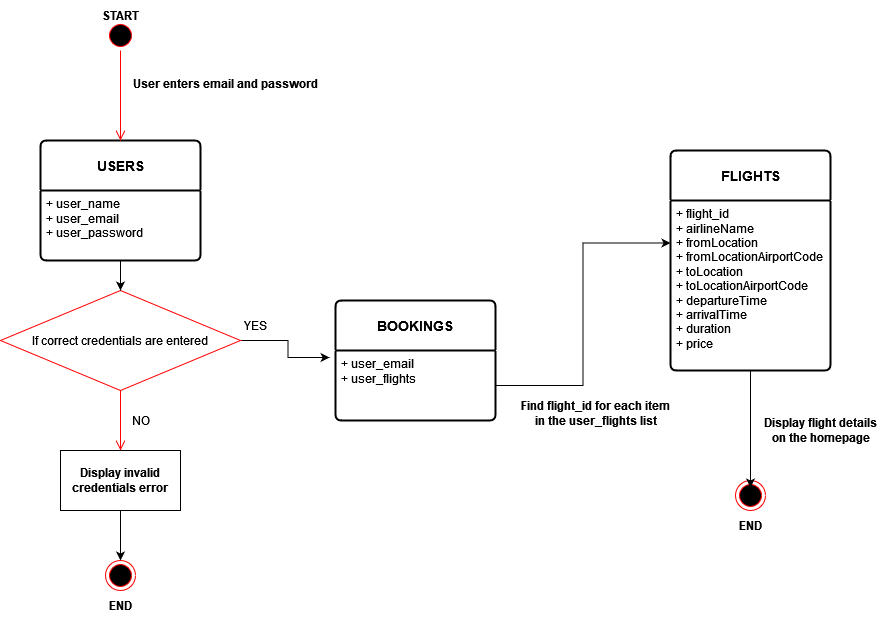 START
User enters email and password
USERS
+ user_name
+ user_email
+ user_password
If correct credentials are entered
YES
NO
Display invalid
credentials error
END
BOOKINGS
+ user_email
+ user_flights
Find flight_id for each item
in the user_flights list
FLIGHTS
+ flight_id
+ airlineName
+ fromLocation
+ fromLocationAirportCode
+ toLocation
+ toLocationAirportCode
+ departureTime
+ arrivalTime
+ duration
+ price
Display flight details
on the homepage
END